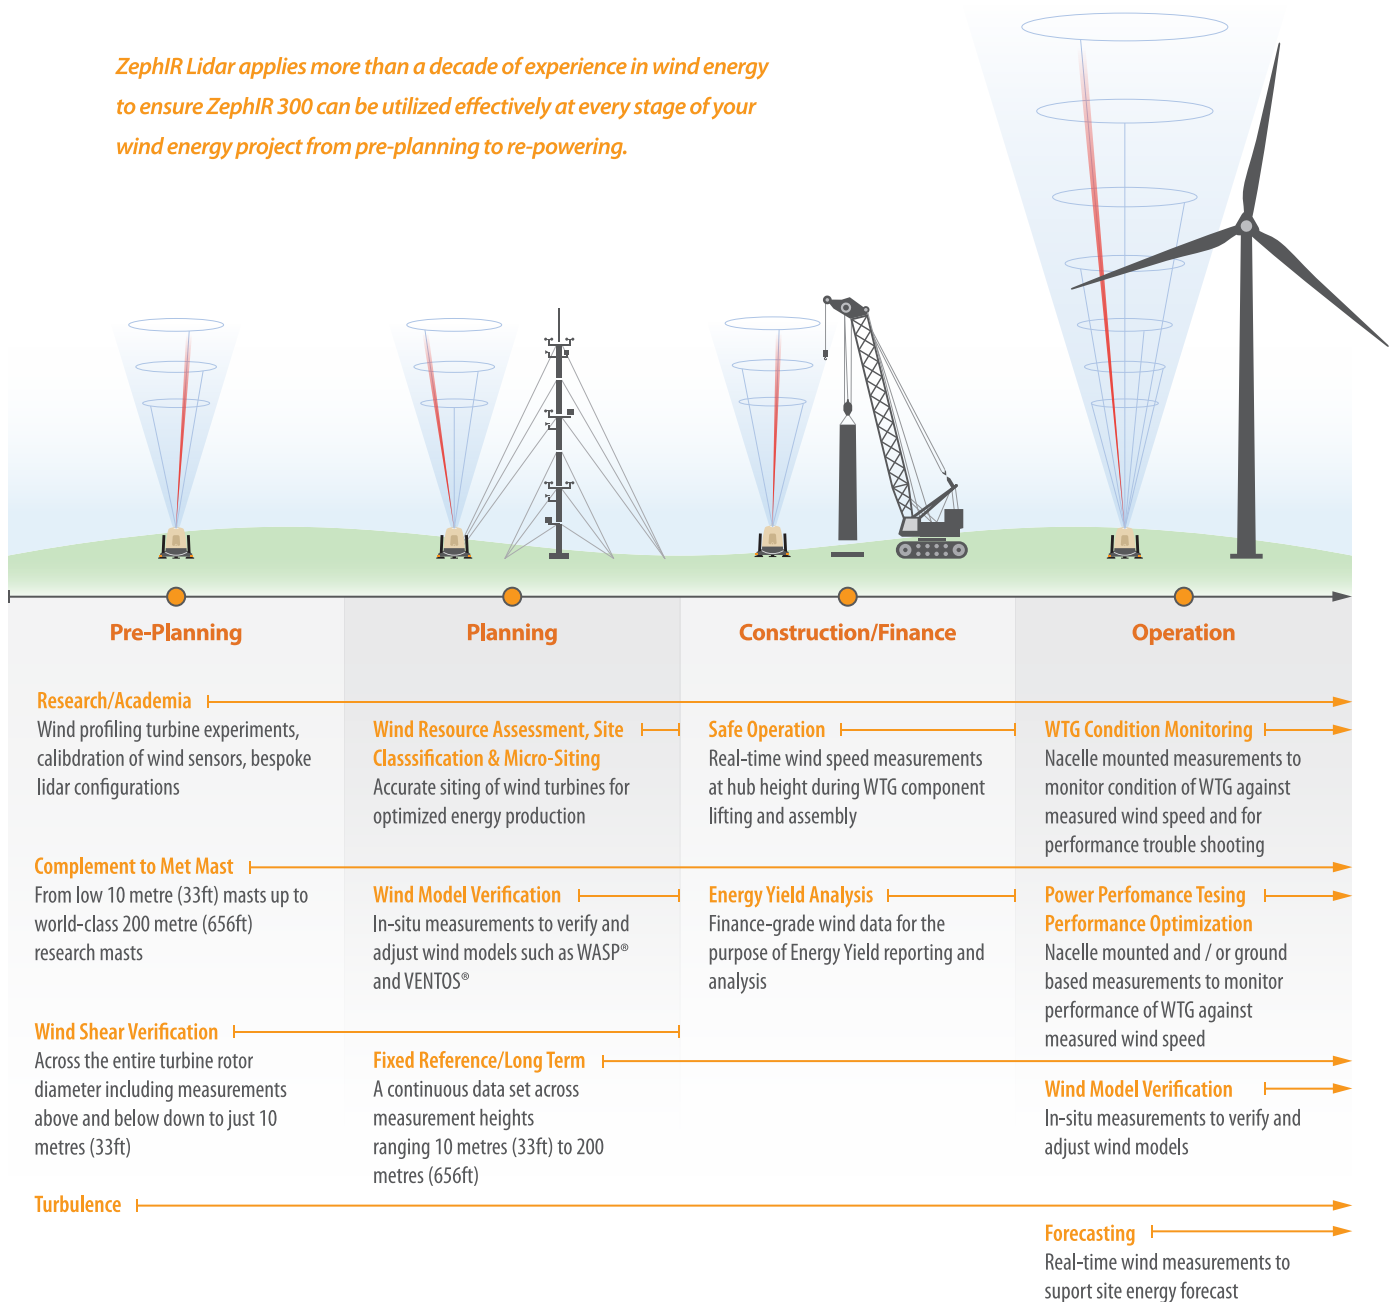 ZephIR Lidar applies more than a decade of experience in wind energy
to ensure ZephIR 300 can be utilized effectively at every stage of your
wind energy project from pre-planning to re-powering.
Pre-Planning
Planning
Construction/Finance
Operation
Research/Academia
Wind profiling turbine experiments,
calibdration of wind sensors, bespoke
lidar configurations
Complement to Met Mast
From low 10 metre (33ft) masts up to
world-class 200 metre (656ft)
research masts
Wind Shear Verification
Across the entire turbine rotor
diameter including measurements
above and below down to just 10
metres (33ft)
Turbulence
Wind Resource Assessment, Site
Classsification & Micro-Siting
Accurate siting of wind turbines for
optimized energy production
Wind Model Verification
In-situ measurements to verify and
adjust wind models such as WASP®
and VENTOS®
Fixed Reference/Long Term
A continuous data set across
measurement heights
ranging 10 metres (33ft) to 200
metres (656ft)
Safe Operation
Real-time wind speed measurements
at hub height during WTG component
lifting and assembly
Energy Yield Analysis
Finance-grade wind data for the
purpose of Energy Yield reporting and
analysis
WTG Condition Monitoring
Nacelle mounted measurements to
monitor condition of WTG against
measured wind speed and for
performance trouble shooting
Power Perfomance Tesing
Performance Optimization
Nacelle mounted and / or ground
based measurements to monitor
performance of WTG against
measured wind speed
Wind Model Verification
In-situ measurements to verify and
adjust wind models
Forecasting
Real-time wind measurements to
suport site energy forecast